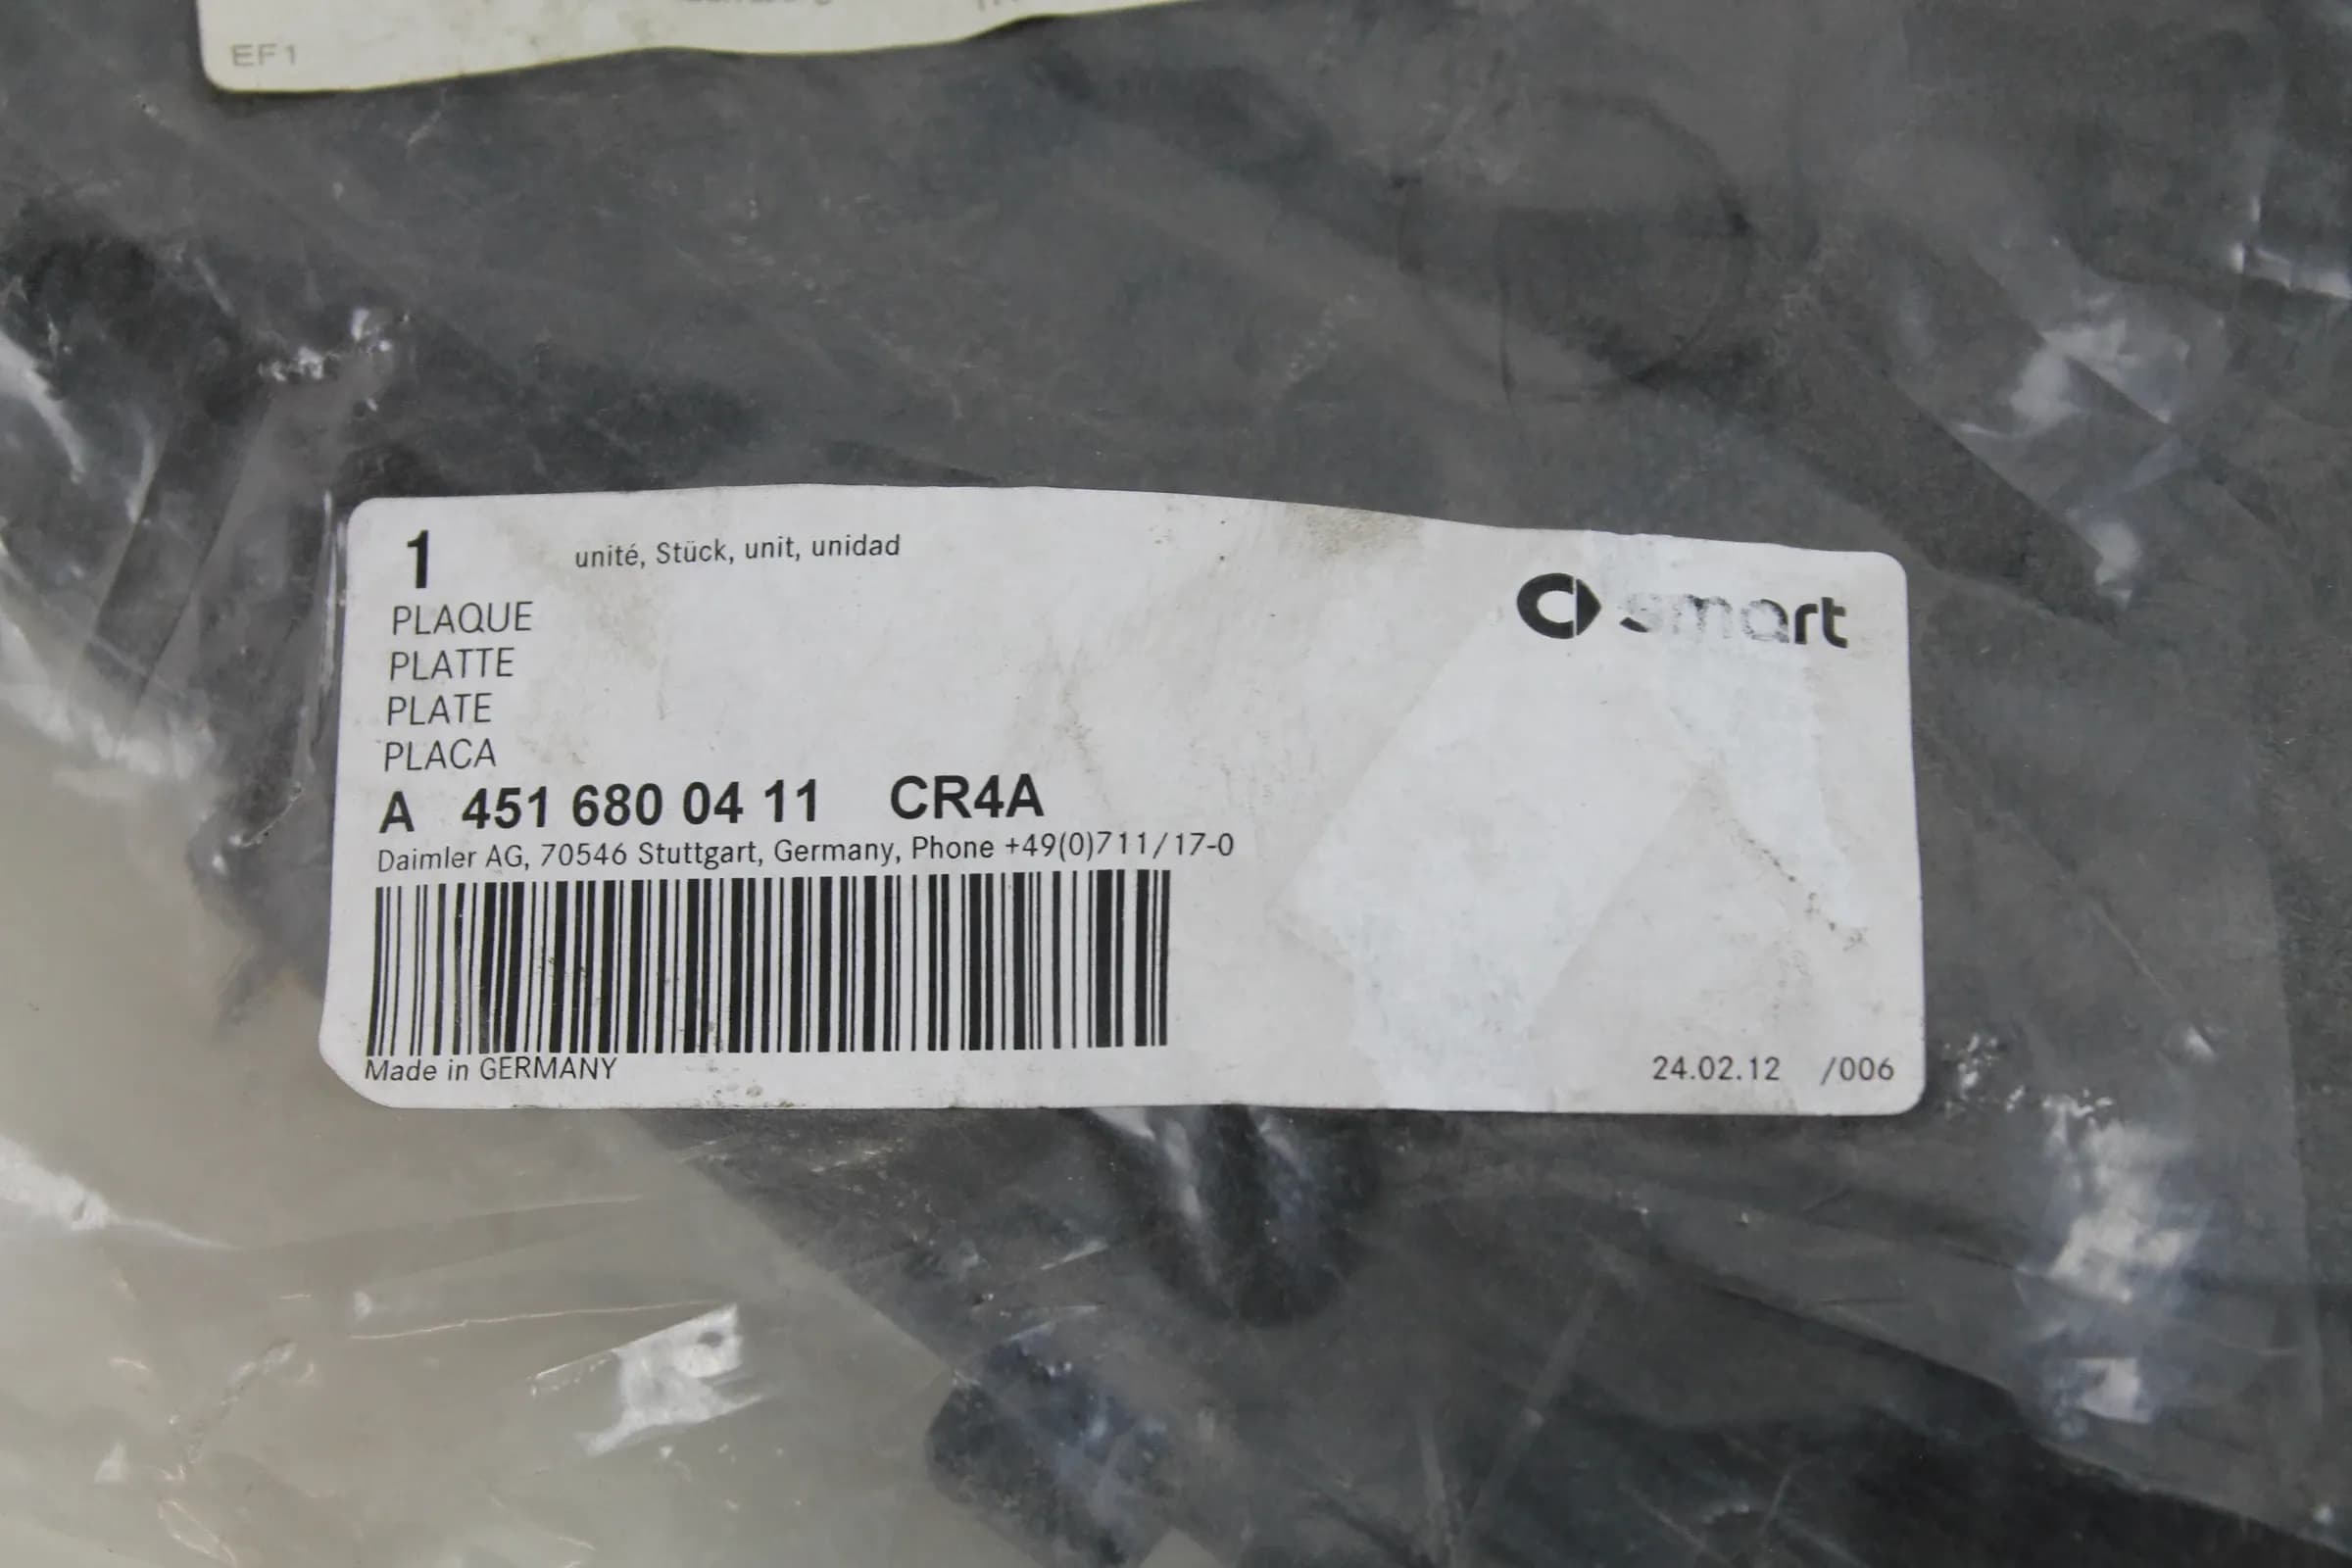 EF1
1 unité, Stück, unit, unidad
smart
PLAQUE
PLATTE
PLATE
PLACA
A 451 680 04 11 CR4A
Daimler AG, 70546 Stuttgart, Germany, Phone +49(0)711/17-0
Made in GERMANY
24.02.12 /006